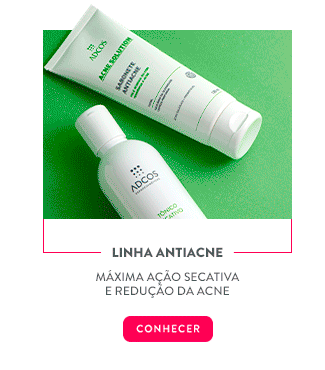 ADCOS
ACNE SOLUTION
SABONETE
ANTIACNE
ADCOS
TÔNICO
LINHA ANTIACNE
MÁXIMA AÇÃO SECATIVA
E REDUÇÃO DA ACNE
CONHECER